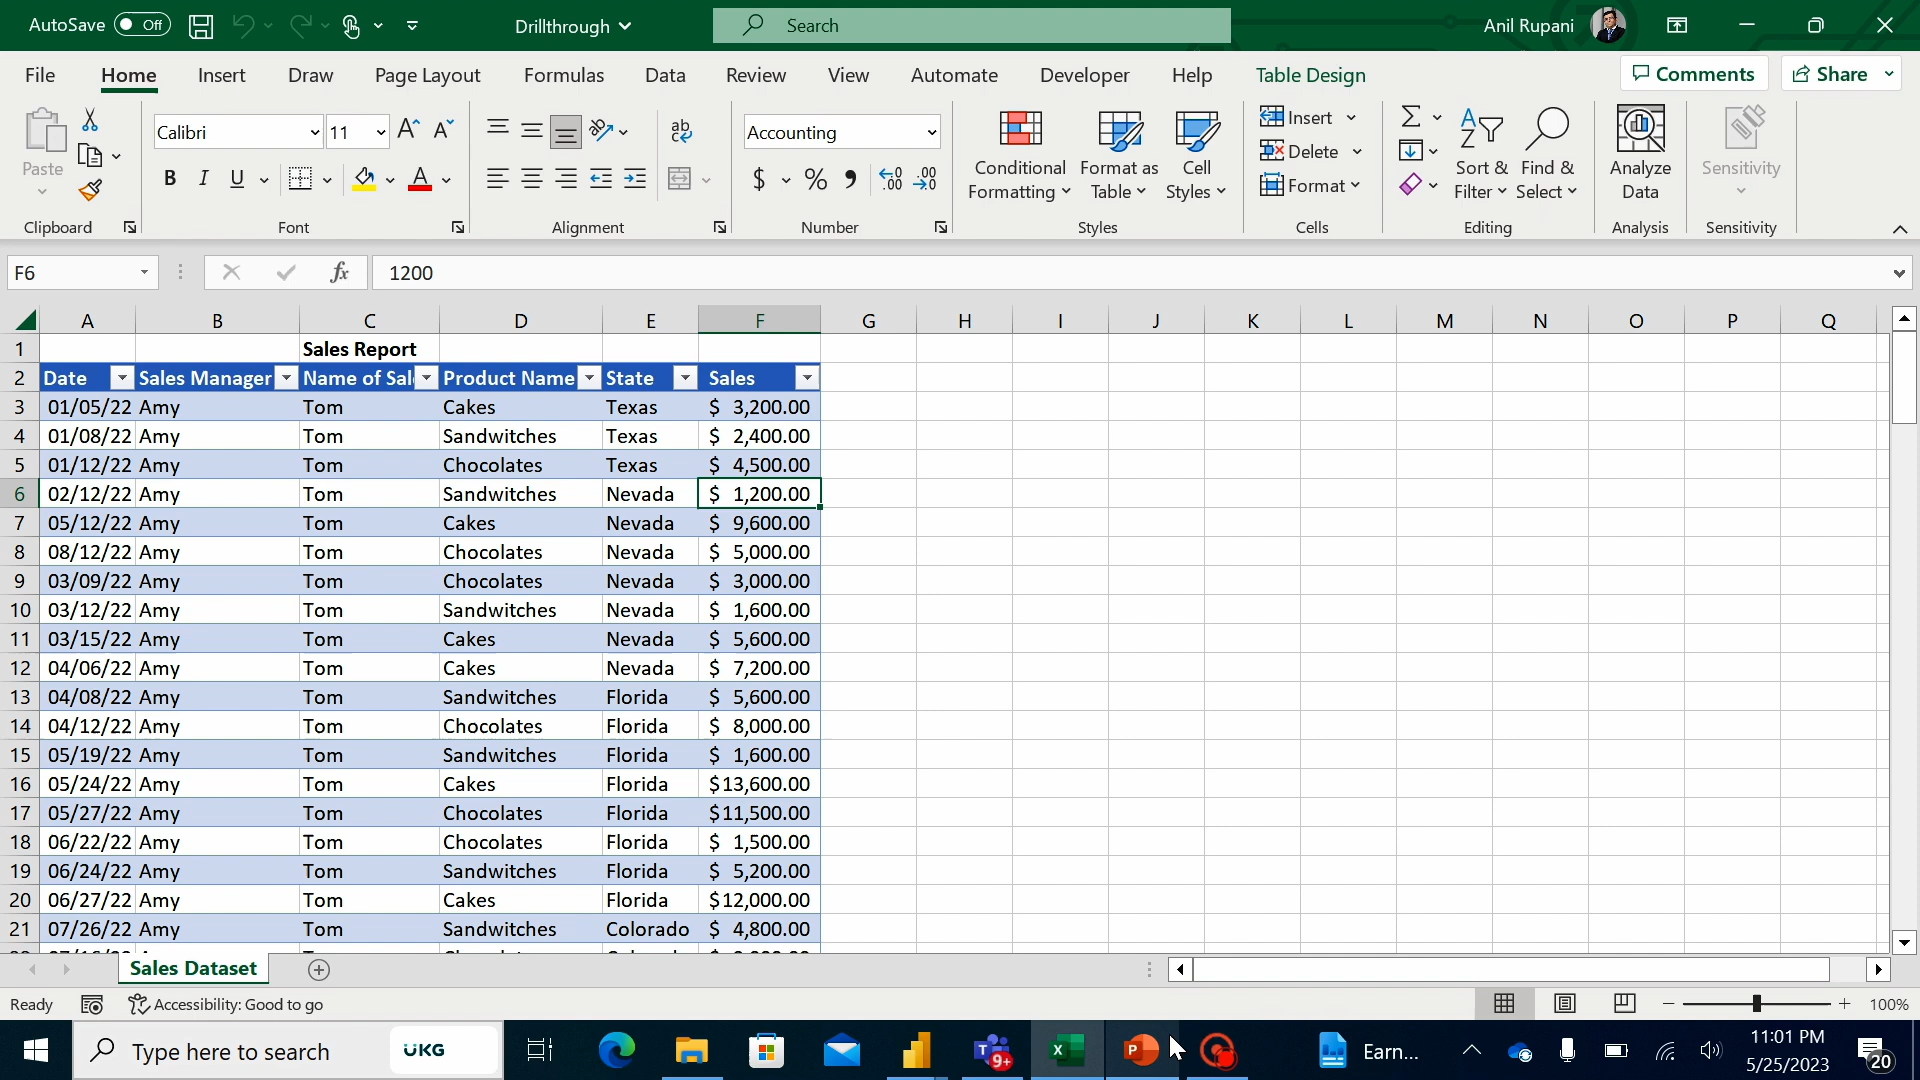 AutoSave Off Drillthrough Search Anil Rupani
File Home Insert Draw Page Layout Formulas Data Review View Automate Developer Help Table Design Comments Share
Paste Calibri 11 ab Accounting Conditional Formatting Format as Table Cell Styles Insert Delete Format Sort & Filter Find & Select Analyze Data Sensitivity
B I U A $ % .00
Clipboard Font Alignment Number Styles Cells Editing Analysis Sensitivity
F6 fx 1200
A B C D E F G H I J K L M N O P Q
1 Sales Report
2 Date Sales Manager Name of Sal Product Name State Sales
3 01/05/22 Amy Tom Cakes Texas $ 3,200.00
4 01/08/22 Amy Tom Sandwitches Texas $ 2,400.00
5 01/12/22 Amy Tom Chocolates Texas $ 4,500.00
6 02/12/22 Amy Tom Sandwitches Nevada $ 1,200.00
7 05/12/22 Amy Tom Cakes Nevada $ 9,600.00
8 08/12/22 Amy Tom Chocolates Nevada $ 5,000.00
9 03/09/22 Amy Tom Chocolates Nevada $ 3,000.00
10 03/12/22 Amy Tom Sandwitches Nevada $ 1,600.00
11 03/15/22 Amy Tom Cakes Nevada $ 5,600.00
12 04/06/22 Amy Tom Cakes Nevada $ 7,200.00
13 04/08/22 Amy Tom Sandwitches Florida $ 5,600.00
14 04/12/22 Amy Tom Chocolates Florida $ 8,000.00
15 05/19/22 Amy Tom Sandwitches Florida $ 1,600.00
16 05/24/22 Amy Tom Cakes Florida $13,600.00
17 05/27/22 Amy Tom Chocolates Florida $11,500.00
18 06/22/22 Amy Tom Chocolates Florida $ 1,500.00
19 06/24/22 Amy Tom Sandwitches Florida $ 5,200.00
20 06/27/22 Amy Tom Cakes Florida $12,000.00
21 07/26/22 Amy Tom Sandwitches Colorado $ 4,800.00
Sales Dataset
Ready Accessibility: Good to go 100%
Type here to search UKG 9+ Earn... 11:01 PM
5/25/2023 20